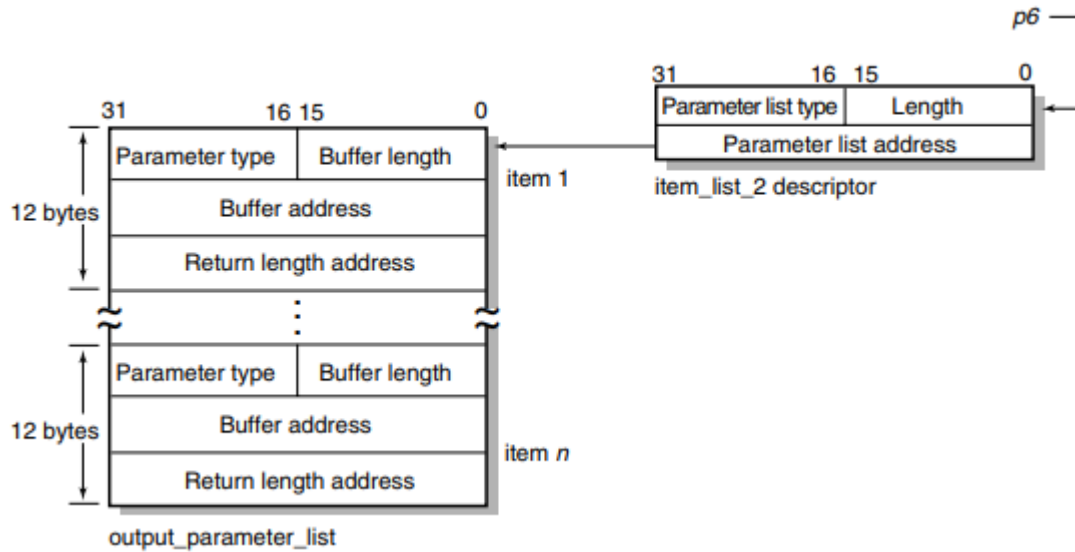 p6
31 16 15 0
Parameter list type Length
Parameter list address
item_list_2 descriptor
31 16 15 0
Parameter type Buffer length
item 1
Buffer address
12 bytes
Return length address
Parameter type Buffer length
Buffer address
12 bytes
item n
Return length address
output_parameter_list